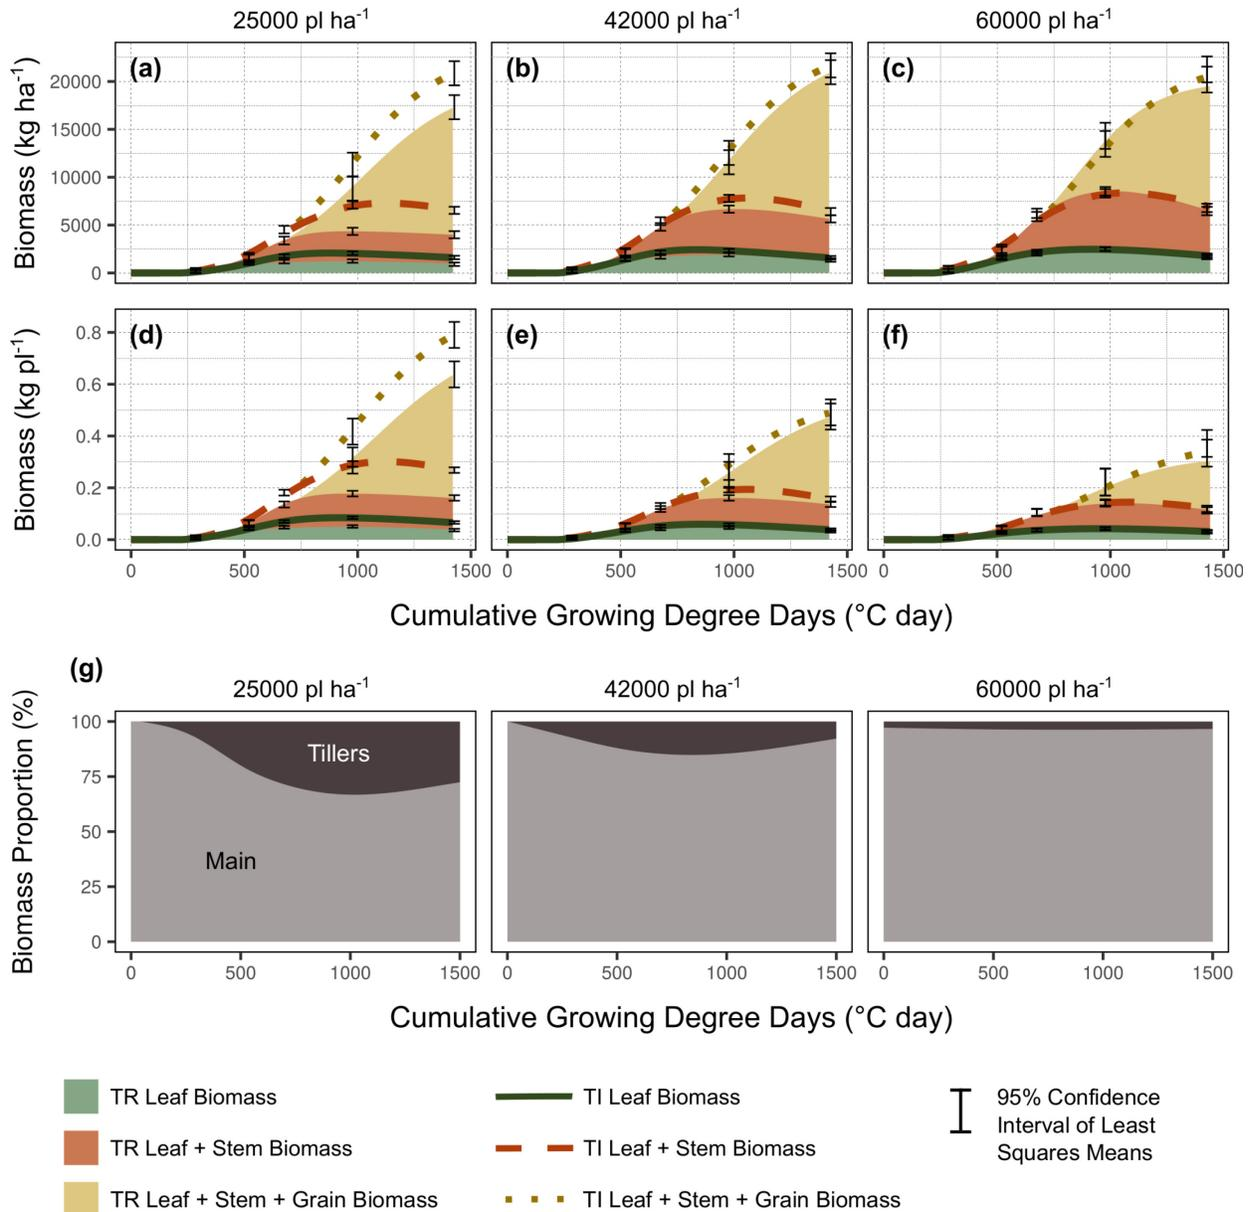 25000 pl ha⁻¹ 42000 pl ha⁻¹ 60000 pl ha⁻¹
Biomass (kg ha⁻¹)
(a) (b) (c)
20000
15000
10000
5000
0
Biomass (kg pl⁻¹)
(d) (e) (f)
0.8
0.6
0.4
0.2
0.0
0 500 1000 1500 0 500 1000 1500 0 500 1000 1500
Cumulative Growing Degree Days (°C day)
(g)
25000 pl ha⁻¹ 42000 pl ha⁻¹ 60000 pl ha⁻¹
Biomass Proportion (%)
100
75
50
25
0
Tillers
Main
0 500 1000 1500 0 500 1000 1500 0 500 1000 1500
Cumulative Growing Degree Days (°C day)
TR Leaf Biomass
TR Leaf + Stem Biomass
TR Leaf + Stem + Grain Biomass
TI Leaf Biomass
TI Leaf + Stem Biomass
TI Leaf + Stem + Grain Biomass
95% Confidence
Interval of Least
Squares Means